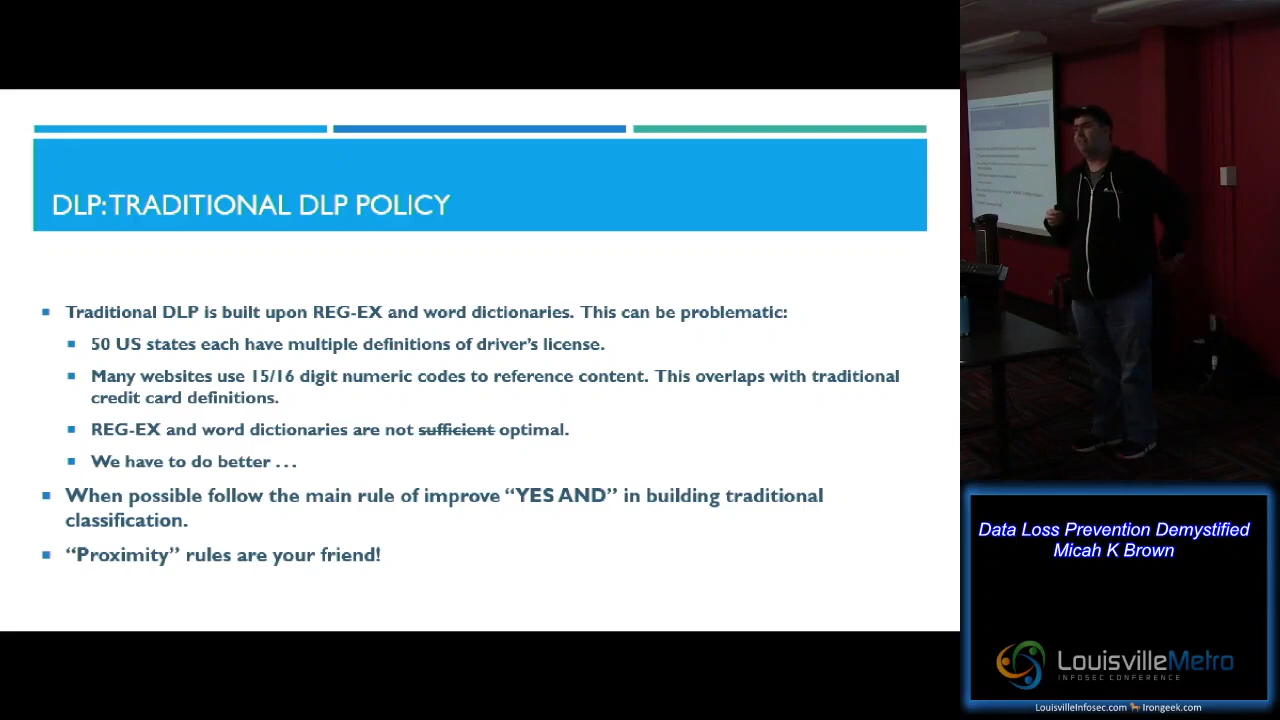 DLP: TRADITIONAL DLP POLICY
Traditional DLP is built upon REG-EX and word dictionaries. This can be problematic:
50 US states each have multiple definitions of driver's license.
Many websites use 15/16 digit numeric codes to reference content. This overlaps with traditional
credit card definitions.
REG-EX and word dictionaries are not sufficient optimal.
We have to do better . . .
When possible follow the main rule of improve “YES AND” in building traditional
classification.
“Proximity” rules are your friend!
Data Loss Prevention Demystified
Micah K Brown
LouisvilleMetro
INFOSEC CONFERENCE
LouisvilleInfosec.com Irongeek.com